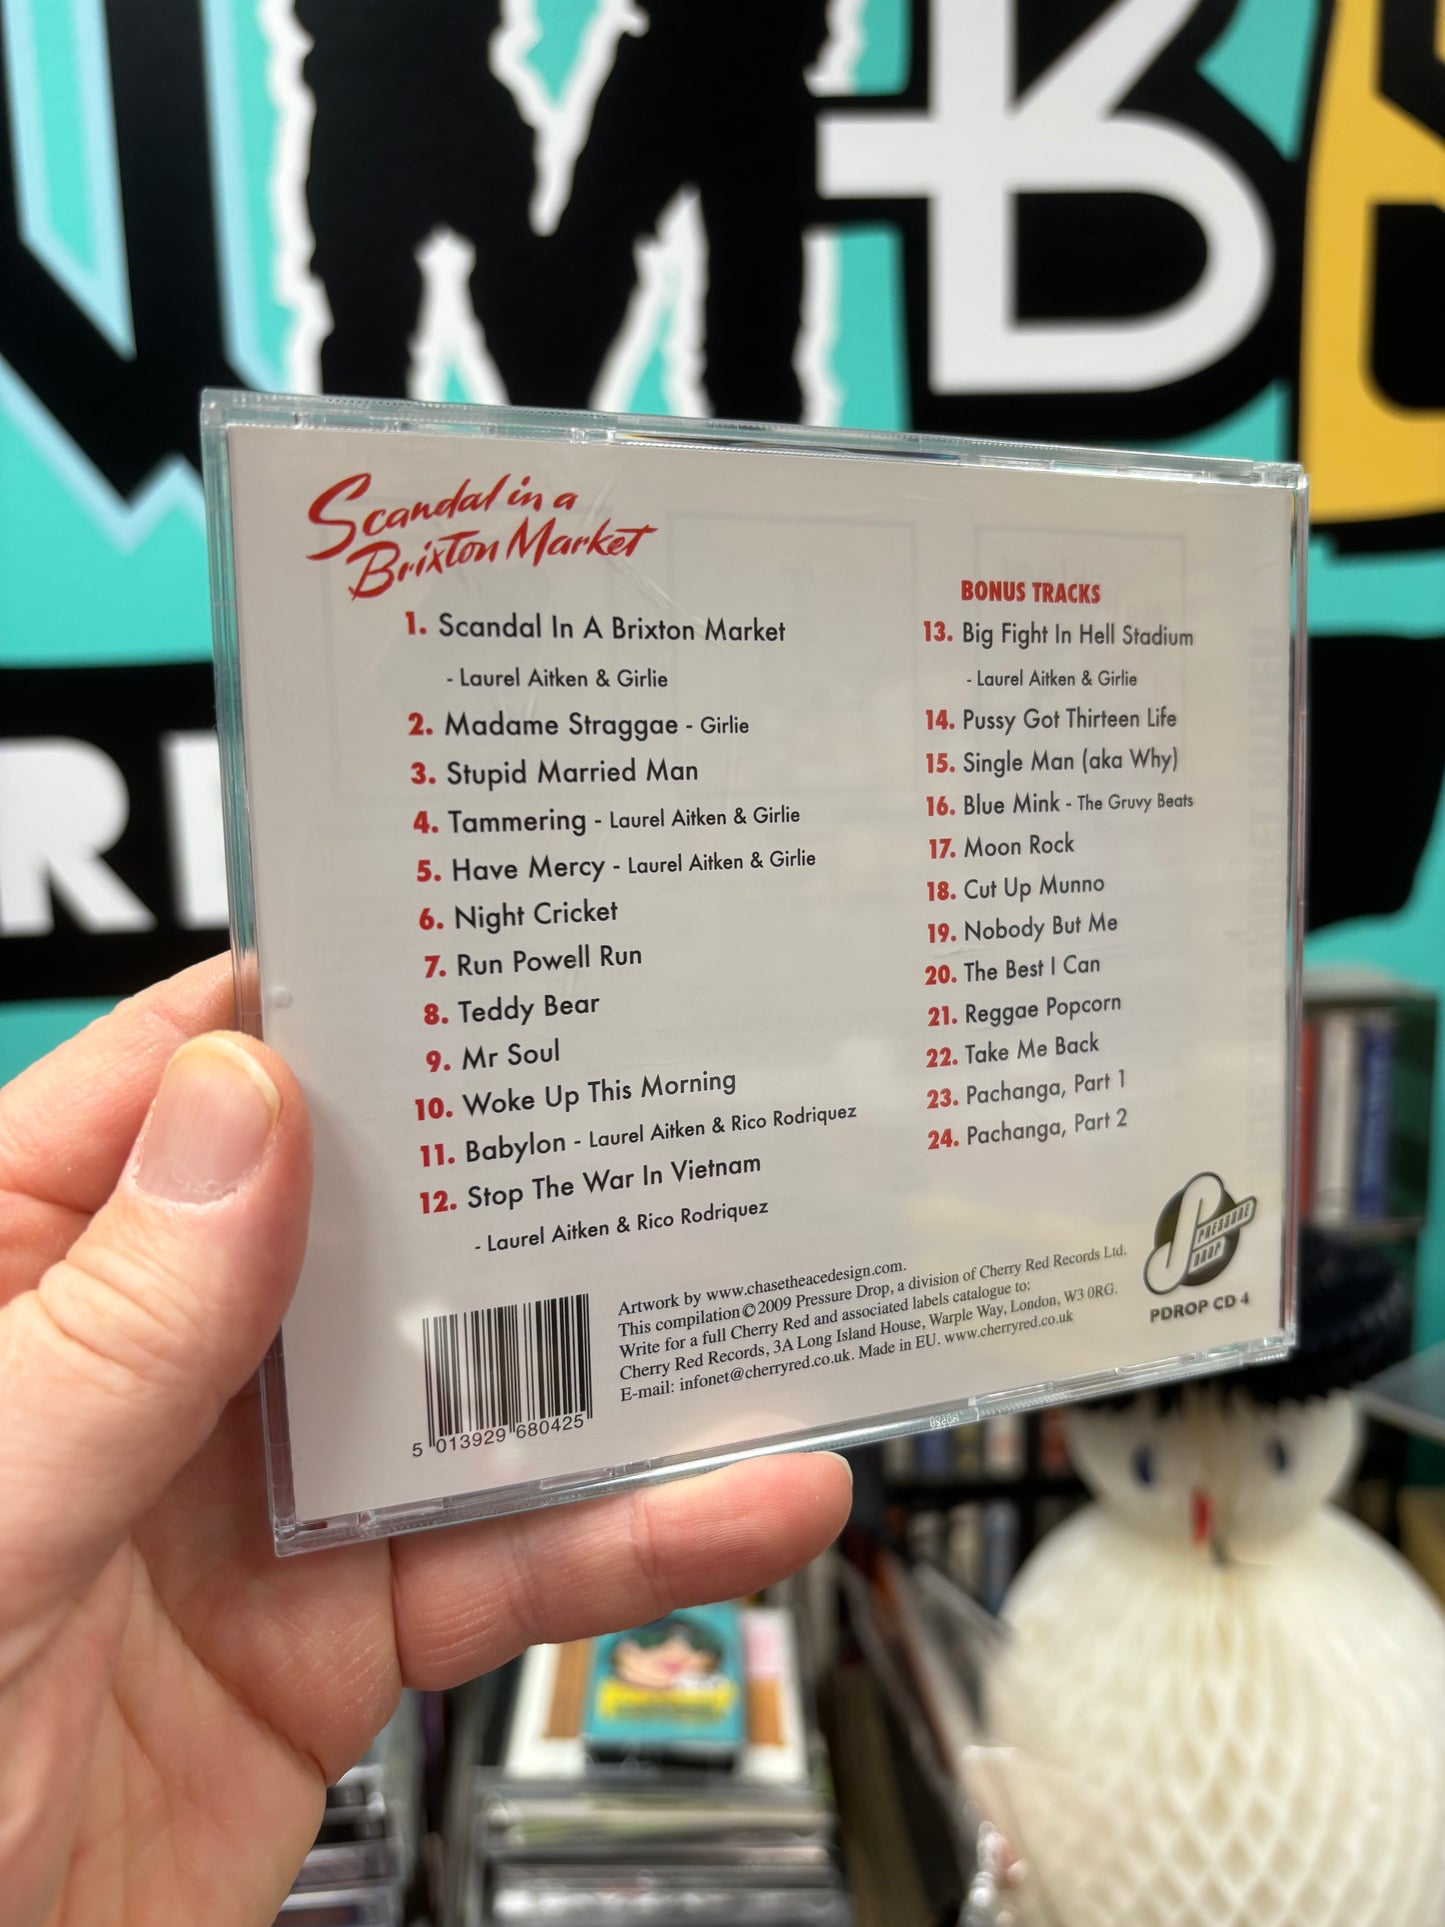 Scandal in a
Brixton Market
1. Scandal In A Brixton Market
- Laurel Aitken & Girlie
2. Madame Straggae - Girlie
3. Stupid Married Man
4. Tammering - Laurel Aitken & Girlie
5. Have Mercy - Laurel Aitken & Girlie
6. Night Cricket
7. Run Powell Run
8. Teddy Bear
9. Mr Soul
10. Woke Up This Morning
11. Babylon - Laurel Aitken & Rico Rodriquez
12. Stop The War In Vietnam
- Laurel Aitken & Rico Rodriquez
BONUS TRACKS
13. Big Fight In Hell Stadium
- Laurel Aitken & Girlie
14. Pussy Got Thirteen Life
15. Single Man (aka Why)
16. Blue Mink - The Gruvy Beats
17. Moon Rock
18. Cut Up Munno
19. Nobody But Me
20. The Best I Can
21. Reggae Popcorn
22. Take Me Back
23. Pachanga, Part 1
24. Pachanga, Part 2
PRESSURE
DROP
PDROP CD 4
Artwork by www.chasetheacedesign.com.
This compilation © 2009 Pressure Drop, a division of Cherry Red Records Ltd.
Write for a full Cherry Red and associated labels catalogue to:
Cherry Red Records, 3A Long Island House, Warple Way, London, W3 0RG.
E-mail: infonet@cherryred.co.uk. Made in EU. www.cherryred.co.uk
5 013929 680425